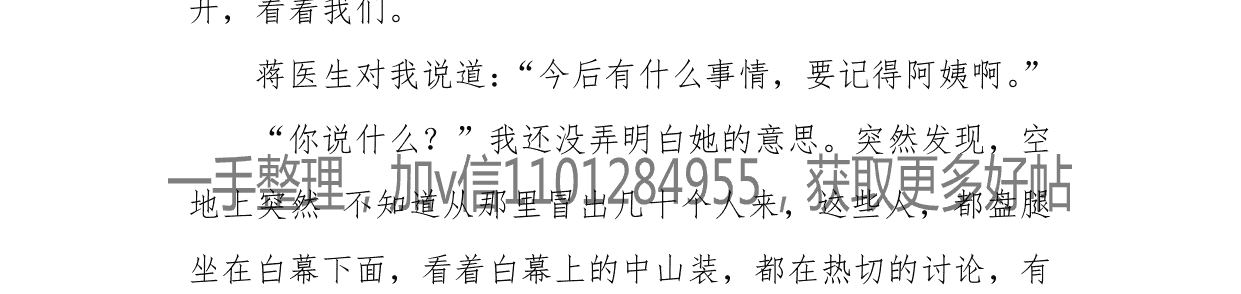 开，看着我们。
蒋医生对我说道：“今后有什么事情，要记得阿姨啊。”
“你说什么？”我还没弄明白她的意思。突然发现，空
一手整理，加v信1101284955，获取更多好帖
地上突然 不知道从那里冒出几十个人来，这些人，都盘腿
坐在白幕下面，看着白幕上的中山装，都在热切的讨论，有